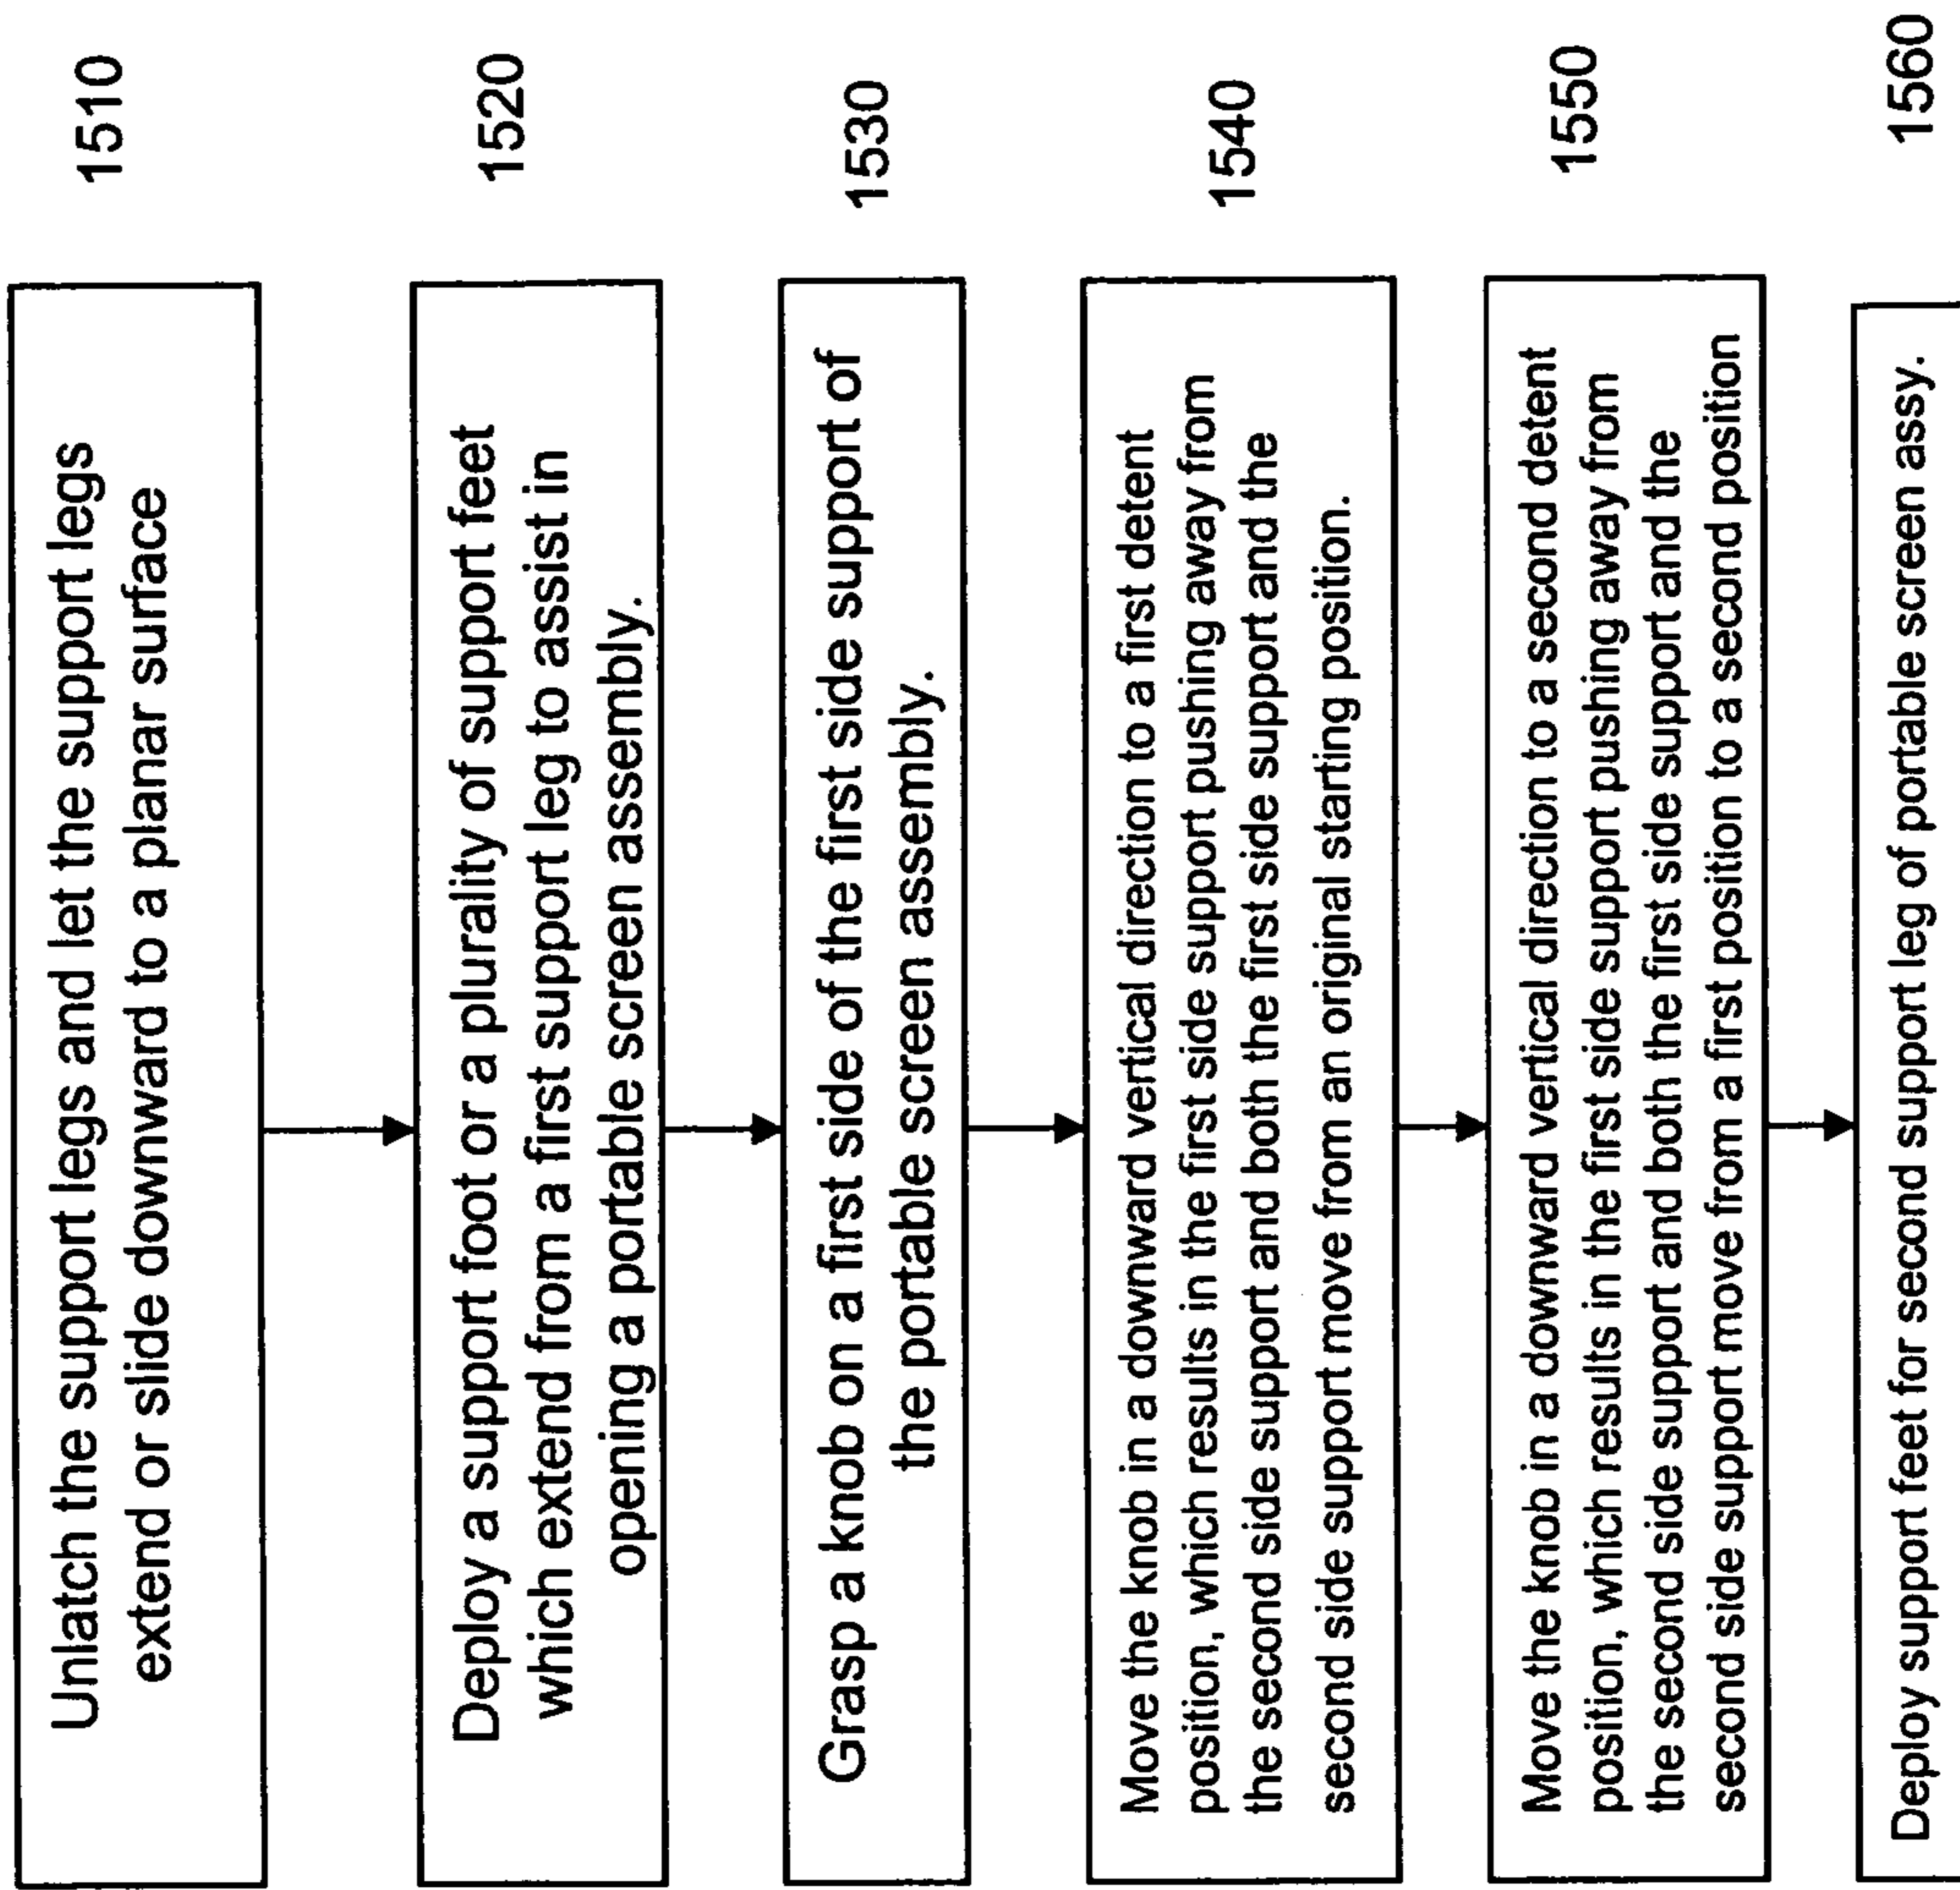 Unlatch the support legs and let the support legs
extend or slide downward to a planar surface
1510
Deploy a support foot or a plurality of support feet
which extend from a first support leg to assist in
opening a portable screen assembly.
1520
Grasp a knob on a first side of the first side support of
the portable screen assembly.
1530
Move the knob in a downward vertical direction to a first detent
position, which results in the first side support pushing away from
the second side support and both the first side support and the
second side support move from an original starting position.
1540
Move the knob in a downward vertical direction to a second detent
position, which results in the first side support pushing away from
the second side support and both the first side support and the
second side support move from a first position to a second position
1550
Deploy support feet for second support leg of portable screen assy.
1560